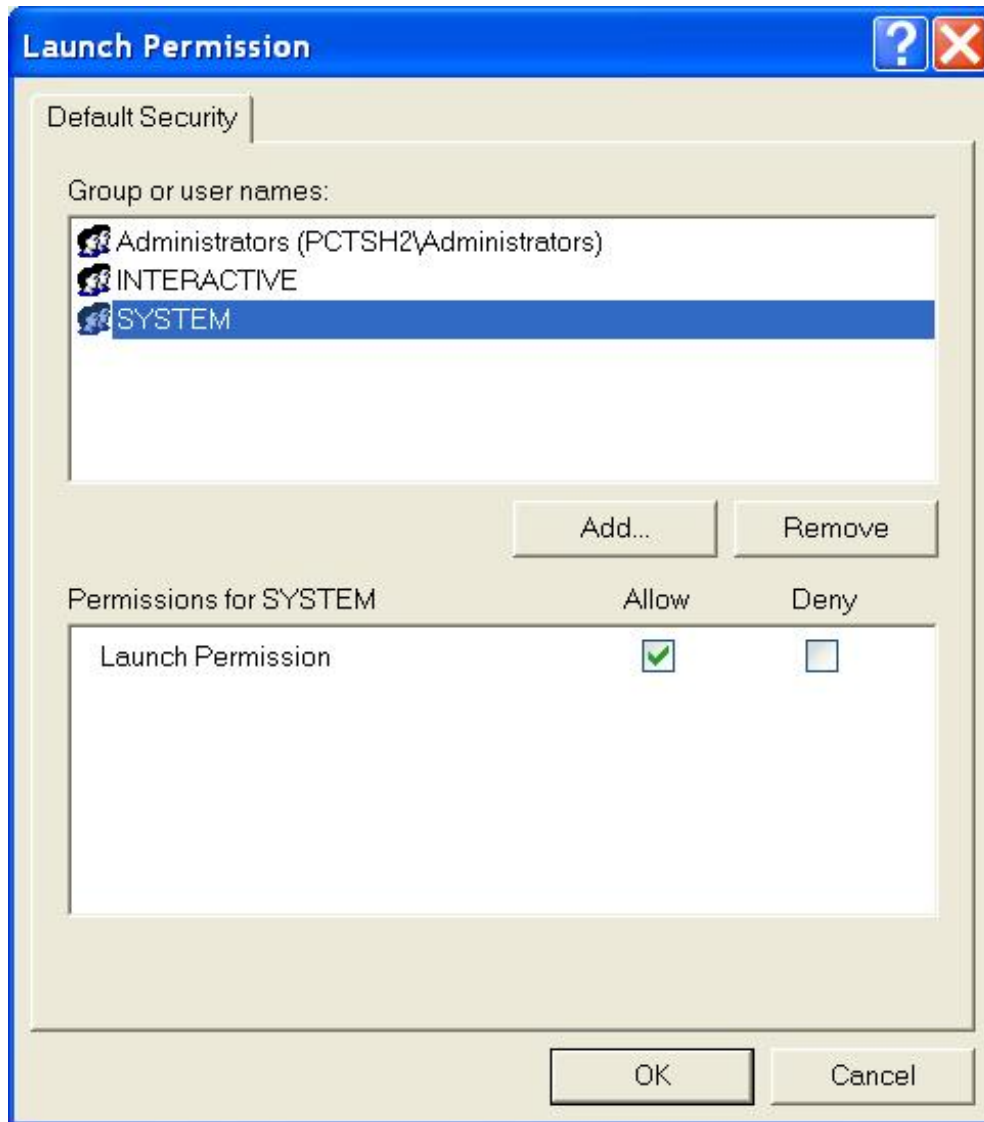 Launch Permission
Default Security
Group or user names:
Administrators (PCTSH2\Administrators)
INTERACTIVE
SYSTEM
Add... Remove
Permissions for SYSTEM Allow Deny
Launch Permission
OK Cancel